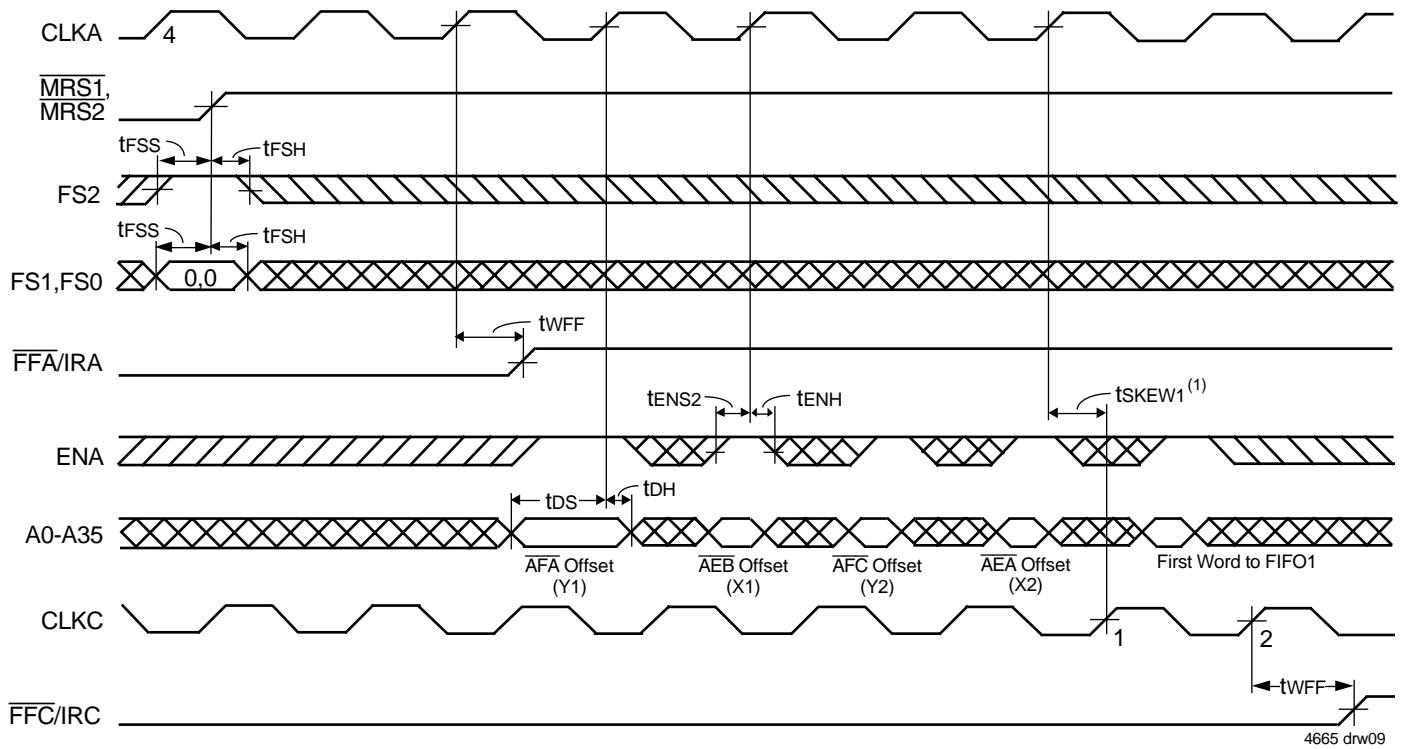 CLKA
4
MRS1,
MRS2
tFSS
tFSH
FS2
tFSS
tFSH
FS1,FS0
0,0
tWFF
FFA/IRA
tENS2
tENH
tSKEW1(1)
ENA
tDS
tDH
A0-A35
AFA Offset
(Y1)
AEB Offset
(X1)
AFC Offset
(Y2)
AEA Offset
(X2)
First Word to FIFO1
CLKC
1
2
tWFF
FFC/IRC
4665 drw09